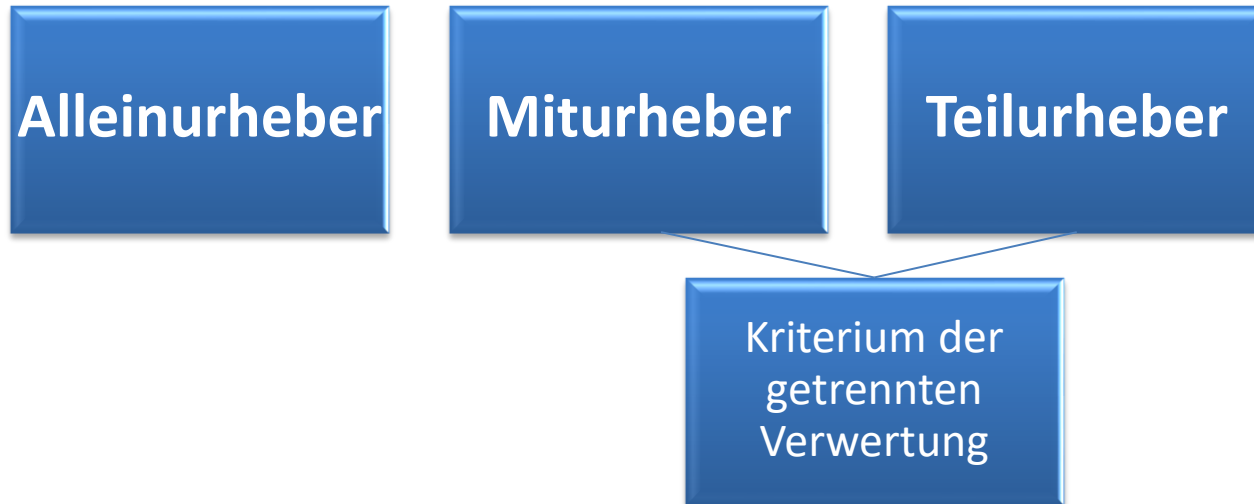 Alleinurheber
Miturheber
Teilurheber
Kriterium der
getrennten
Verwertung